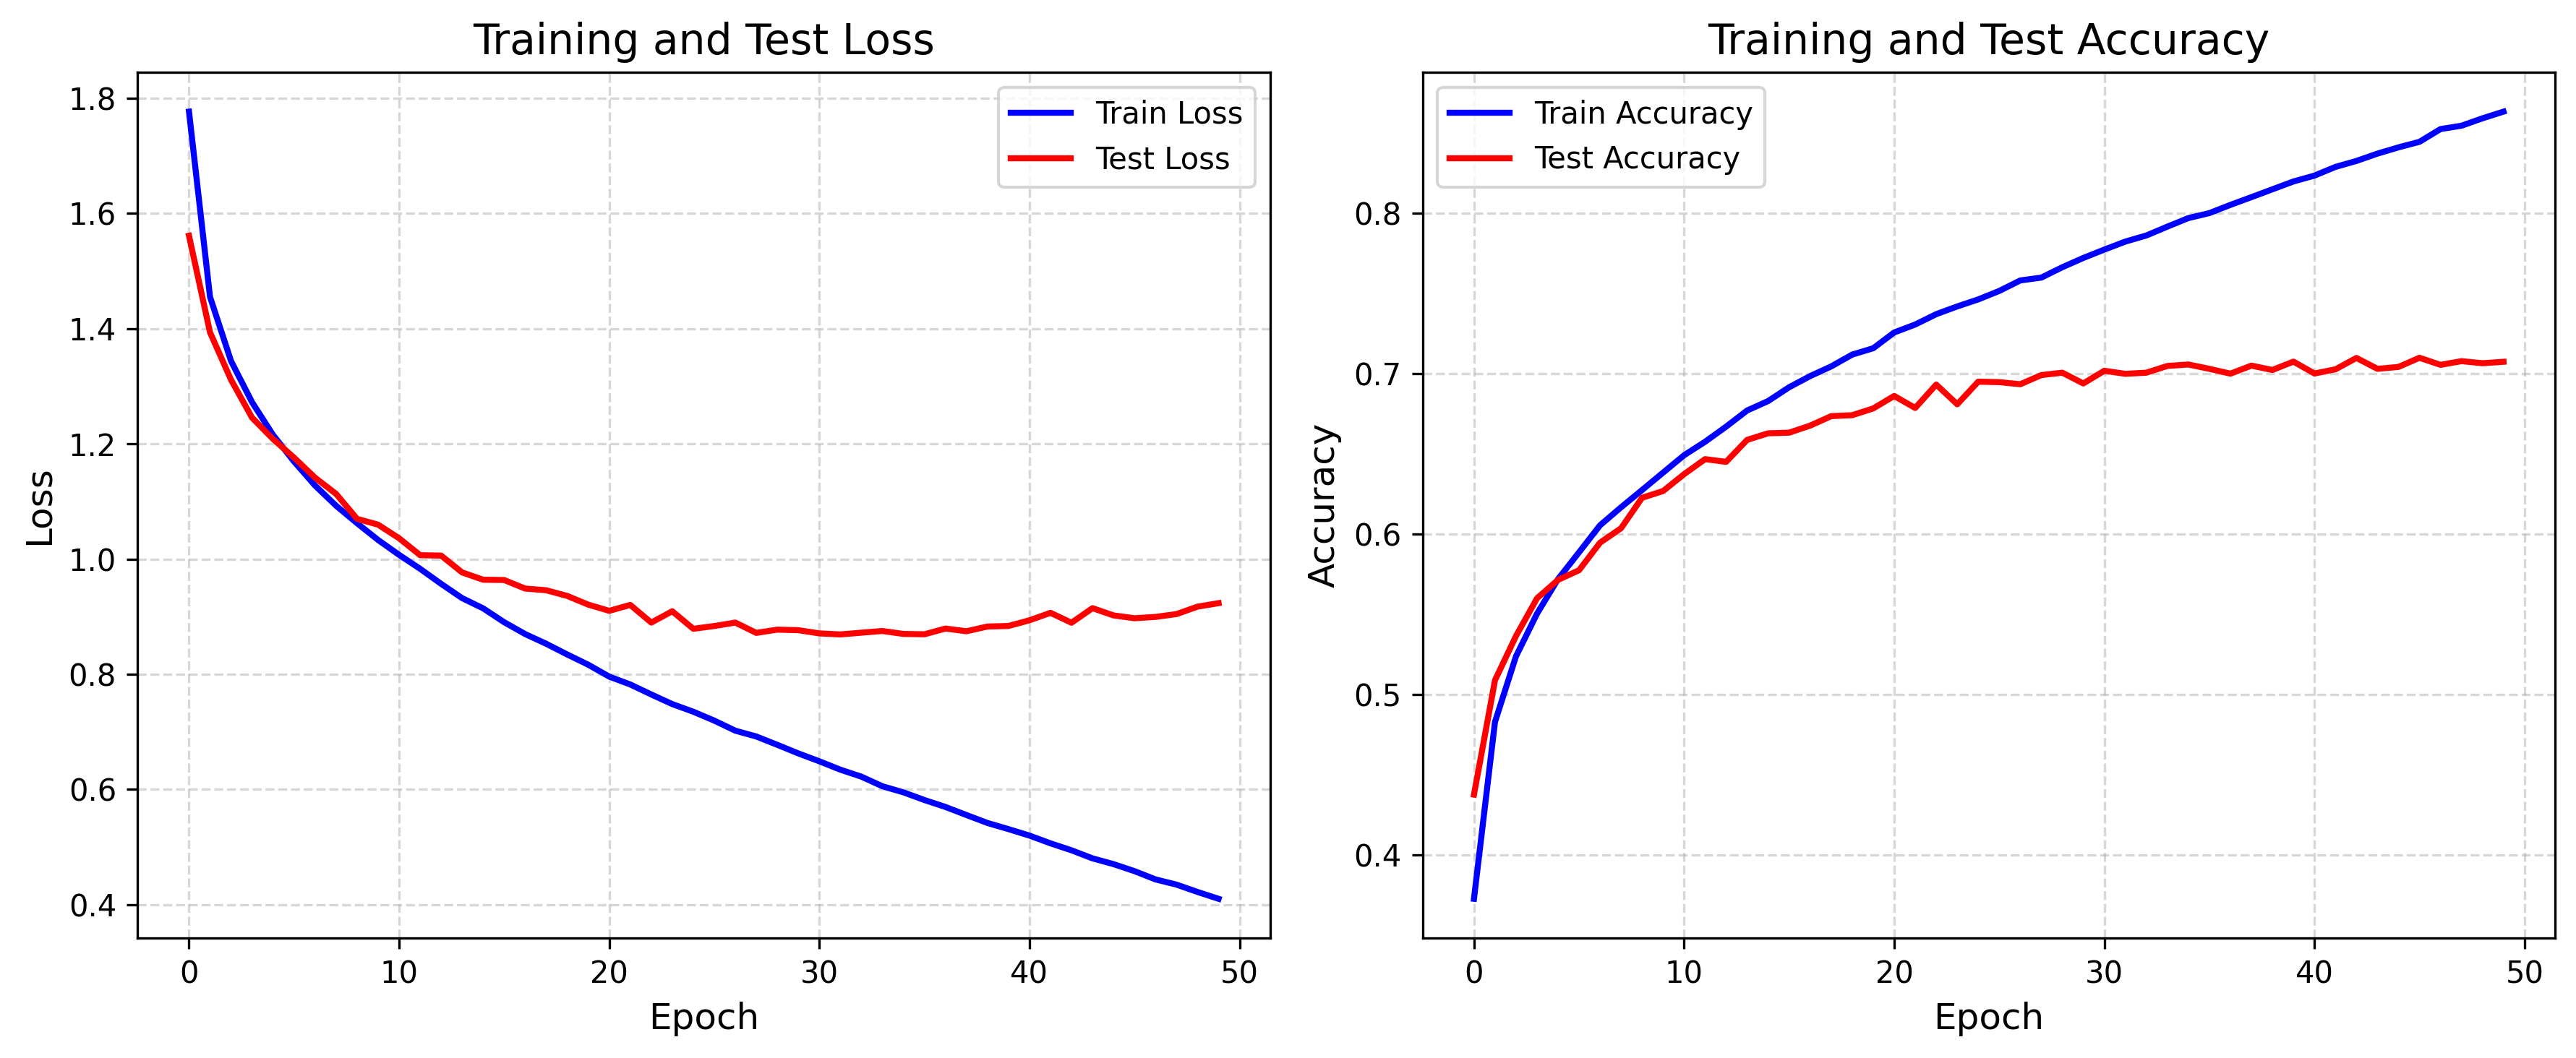 Training and Test Loss
Train Loss
Test Loss
1.8
1.6
1.4
1.2
1.0
0.8
0.6
0.4
Loss
0 10 20 30 40 50
Epoch
Training and Test Accuracy
Train Accuracy
Test Accuracy
0.8
0.7
0.6
0.5
0.4
Accuracy
0 10 20 30 40 50
Epoch